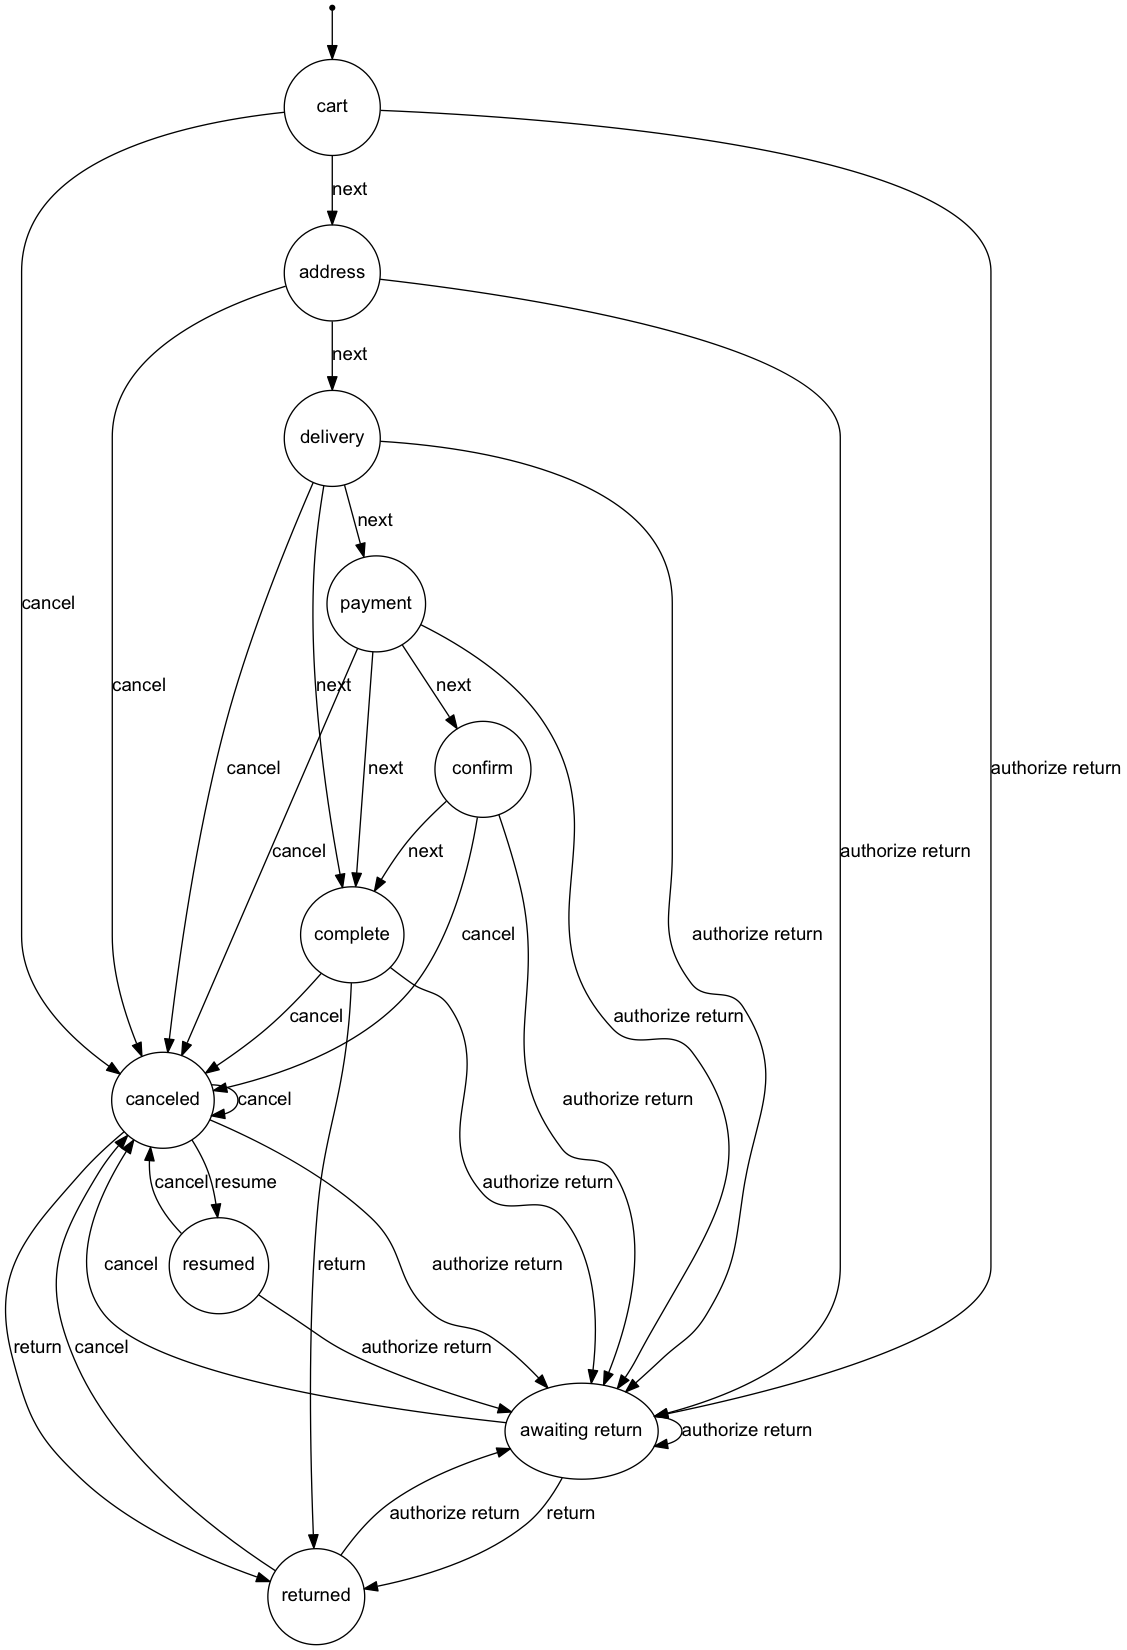 cart
next
address
next
delivery
next
cancel
payment
cancel
next
next
cancel
next
confirm
authorize return
cancel
next
authorize return
complete
cancel
authorize return
cancel
authorize return
canceled
cancel
authorize return
cancel
resume
authorize return
cancel
resumed
return
authorize return
return
cancel
authorize return
awaiting return
authorize return
authorize return
return
returned